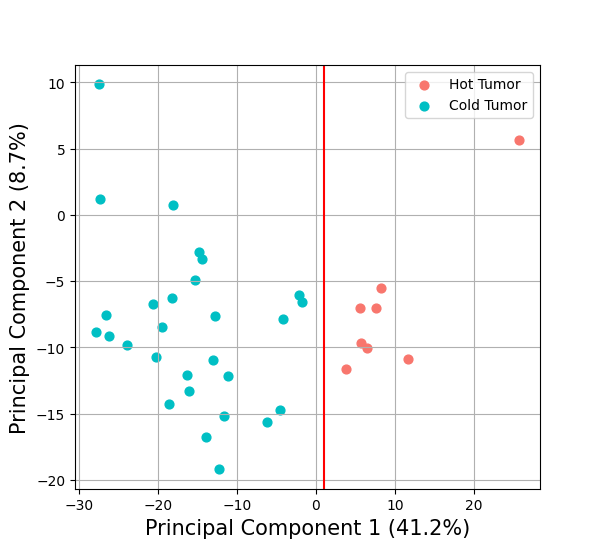 Hot Tumor
Cold Tumor
10
5
0
−5
−10
−15
−20
Principal Component 2 (8.7%)
−30 −20 −10 0 10 20
Principal Component 1 (41.2%)